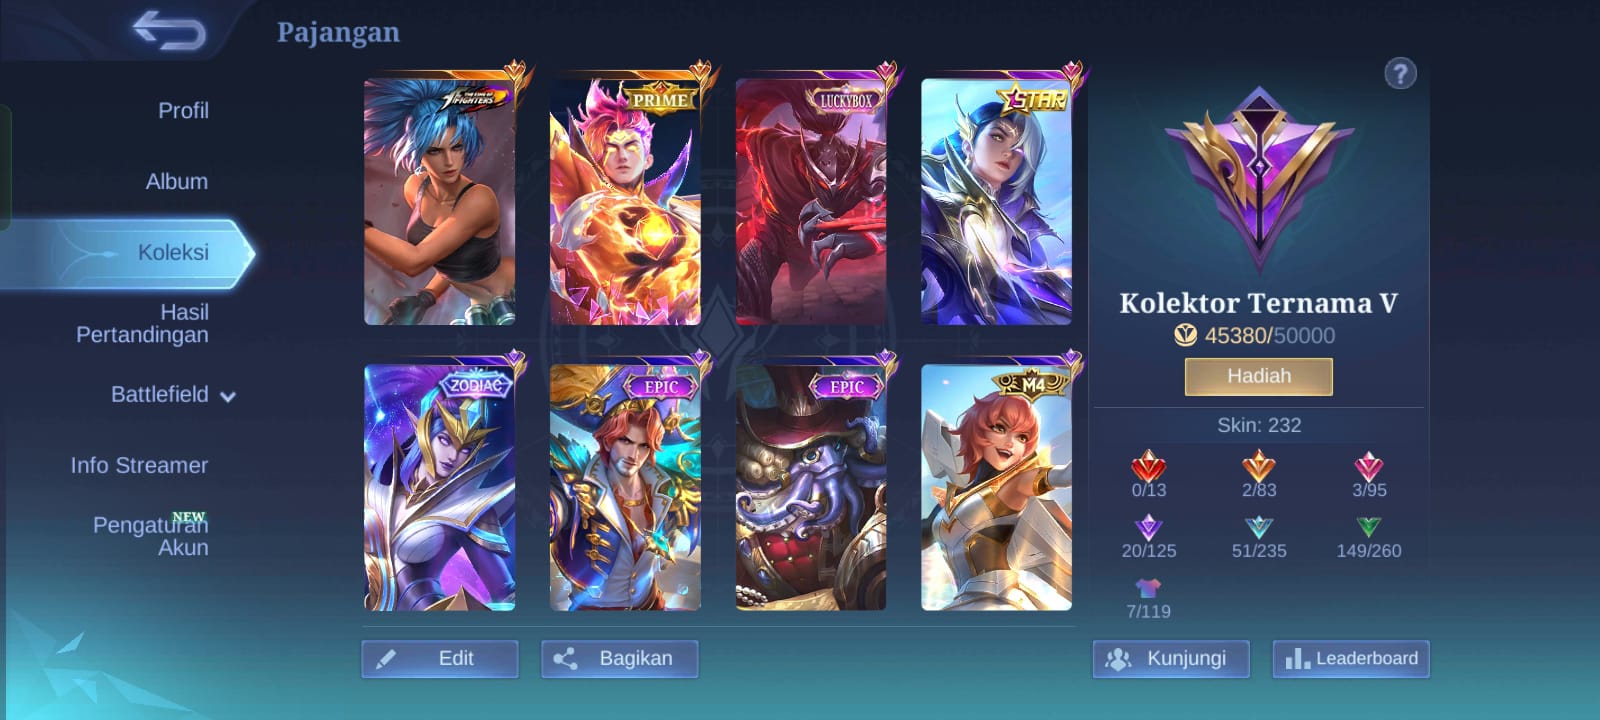 Pajangan
Profil
Album
Koleksi
Hasil
Pertandingan
Battlefield
Info Streamer
NEW
Pengaturan
Akun
THE KING OF
FIGHTERS
PRIME
LUCKYBOX
STAR
ZODIAC
EPIC
EPIC
M4
?
Kolektor Ternama V
45380/50000
Hadiah
Skin: 232
0/13
2/83
3/95
20/125
51/235
149/260
7/119
Edit
Bagikan
Kunjungi
Leaderboard